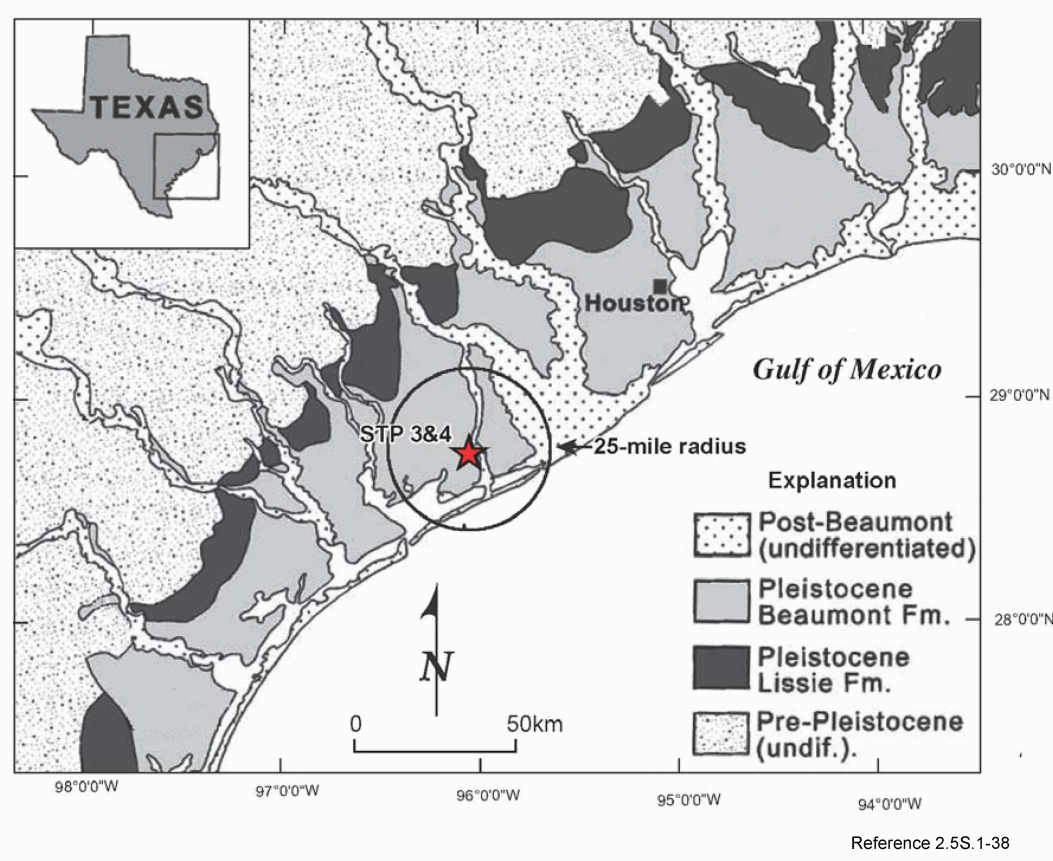 TEXAS
30°0'0"N
Houston
Gulf of Mexico
29°0'0"N
STP 3&4
25-mile radius
Explanation
Post-Beaumont
(undifferentiated)
Pleistocene
Beaumont Fm.
28°0'0"N
Pleistocene
Lissie Fm.
N
0 50km
Pre-Pleistocene
(undif.).
98°0'0"W 97°0'0"W 96°0'0"W 95°0'0"W 94°0'0"W
Reference 2.5S.1-38